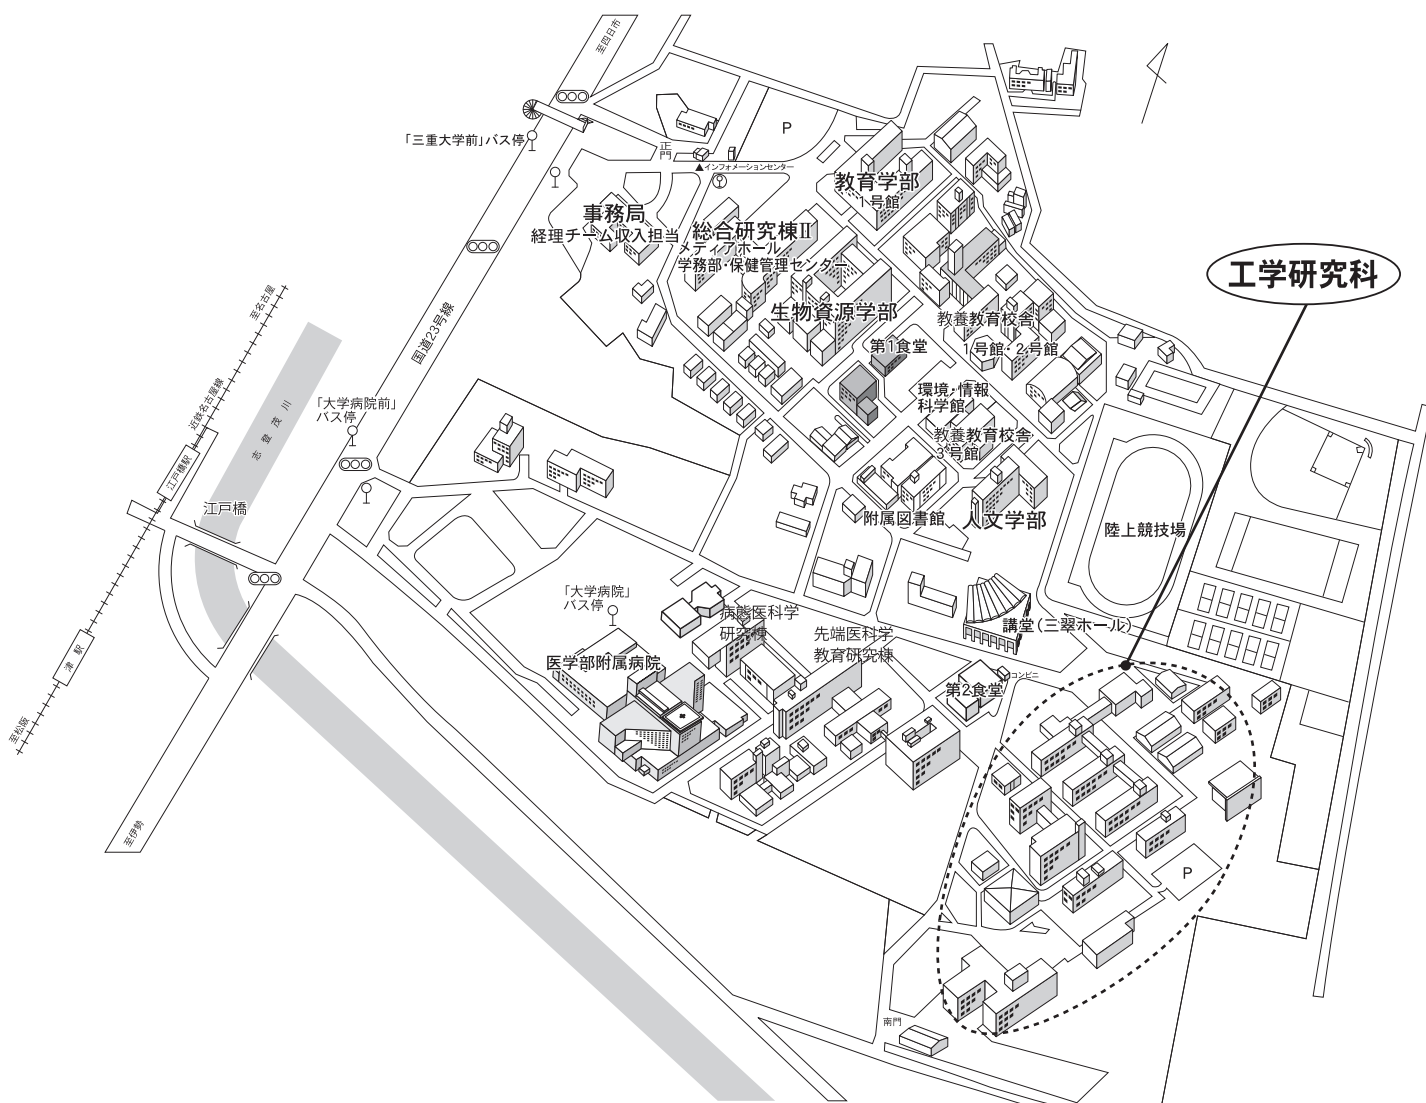 至四日市
「三重大学前」バス停
正門
P
▲インフォメーションセンター
教育学部
1号館
事務局
経理チーム収入担当
総合研究棟Ⅱ
メディアホール
学務部・保健管理センター
工学研究科
至名古屋
国道23号線
生物資源学部
教養教育校舎
1号館・2号館
第1食堂
近鉄名古屋線
志登茂川
「大学病院前」
バス停
環境・情報
科学館
教養教育校舎
3号館
江戸橋駅
江戸橋
附属図書館
人文学部
陸上競技場
「大学病院」
バス停
病態医科学
研究棟
先端医科学
教育研究棟
講堂(三翠ホール)
津駅
医学部附属病院
コンビニ
第2食堂
至松阪
至伊勢
P
南門